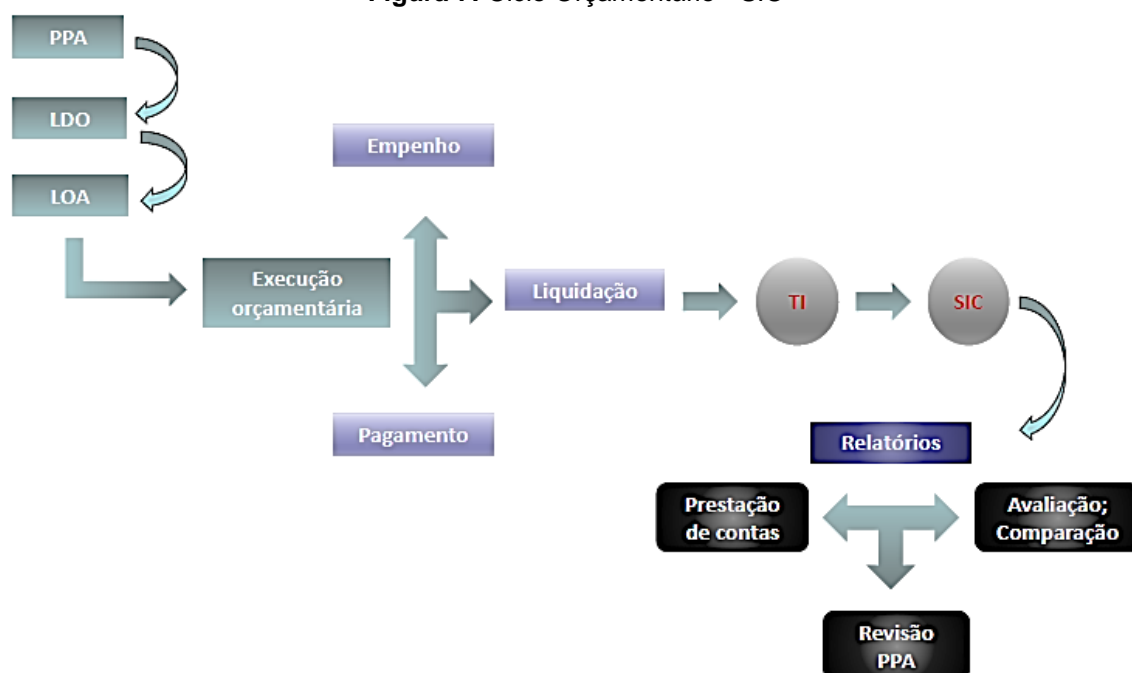 PPA
LDO
LOA
Execução
orçamentária
Empenho
Liquidação
Pagamento
TI
SIC
Relatórios
Prestação
de contas
Avaliação;
Comparação
Revisão
PPA